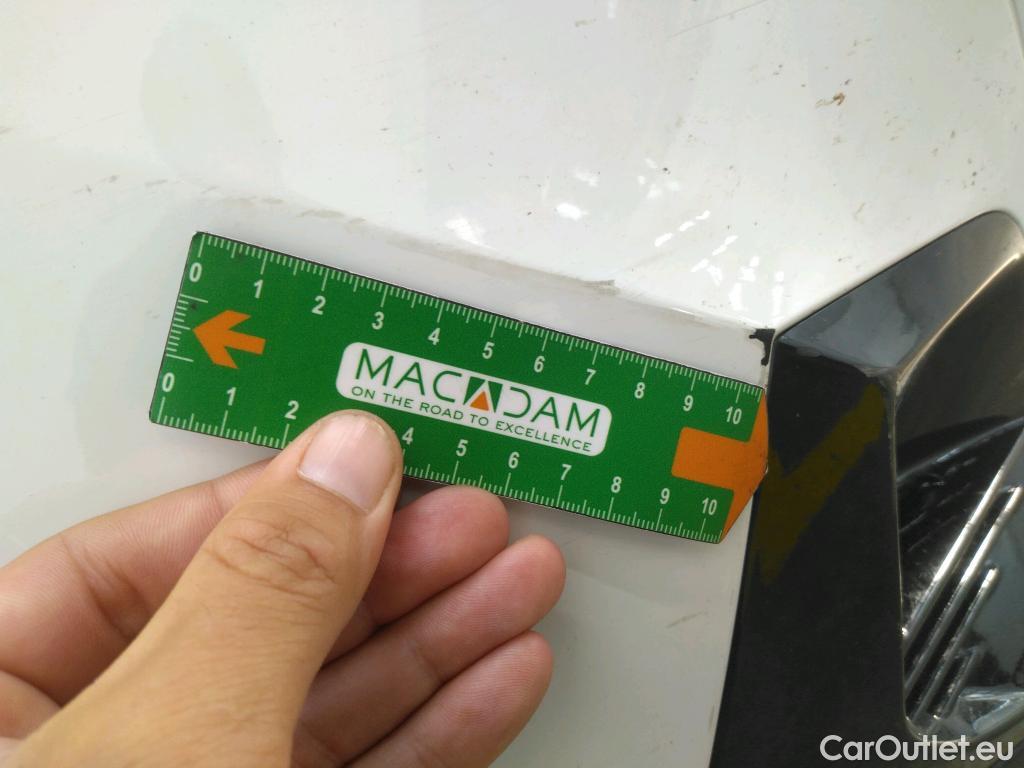 0 1 2 3 4 5 6 7 8 9 10
MACADAM
ON THE ROAD TO EXCELLENCE
0 1 2 4 5 6 7 8 9 10
CarOutlet.eu